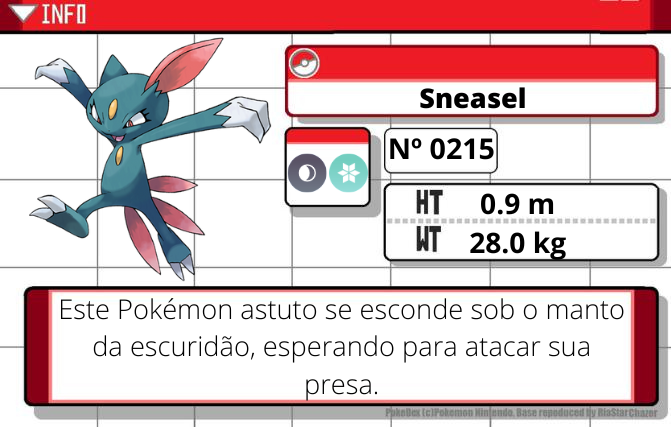 INFO
Sneasel
Nº 0215
HT 0.9 m
WT 28.0 kg
Este Pokémon astuto se esconde sob o manto
da escuridão, esperando para atacar sua
presa.
PokeDex (c)Pokemon Nintendo. Base repoduced by RiaStarChazer